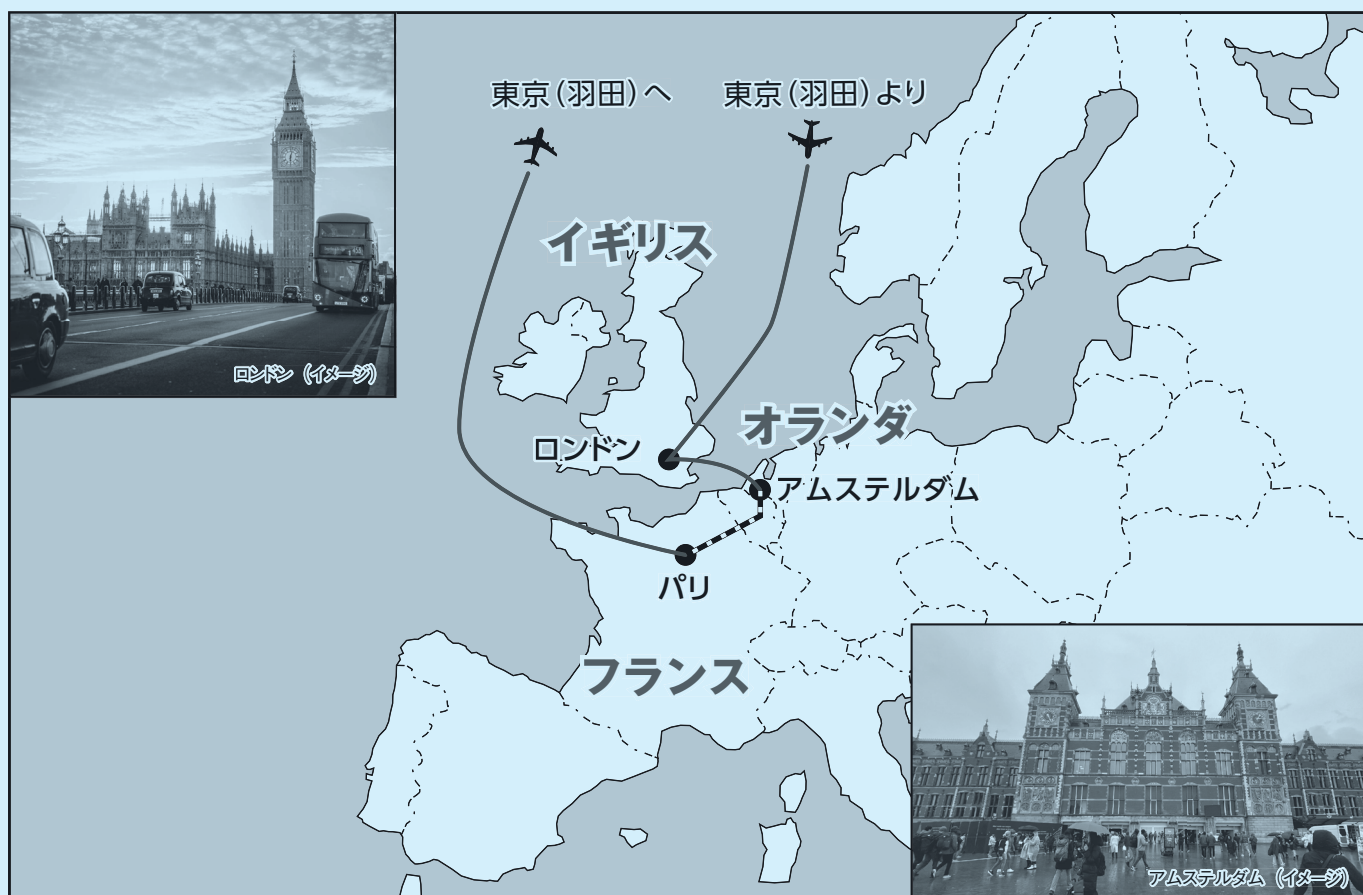 東京（羽田）へ
東京（羽田）より
イギリス
ロンドン（イメージ）
オランダ
ロンドン
アムステルダム
パリ
フランス
アムステルダム（イメージ）